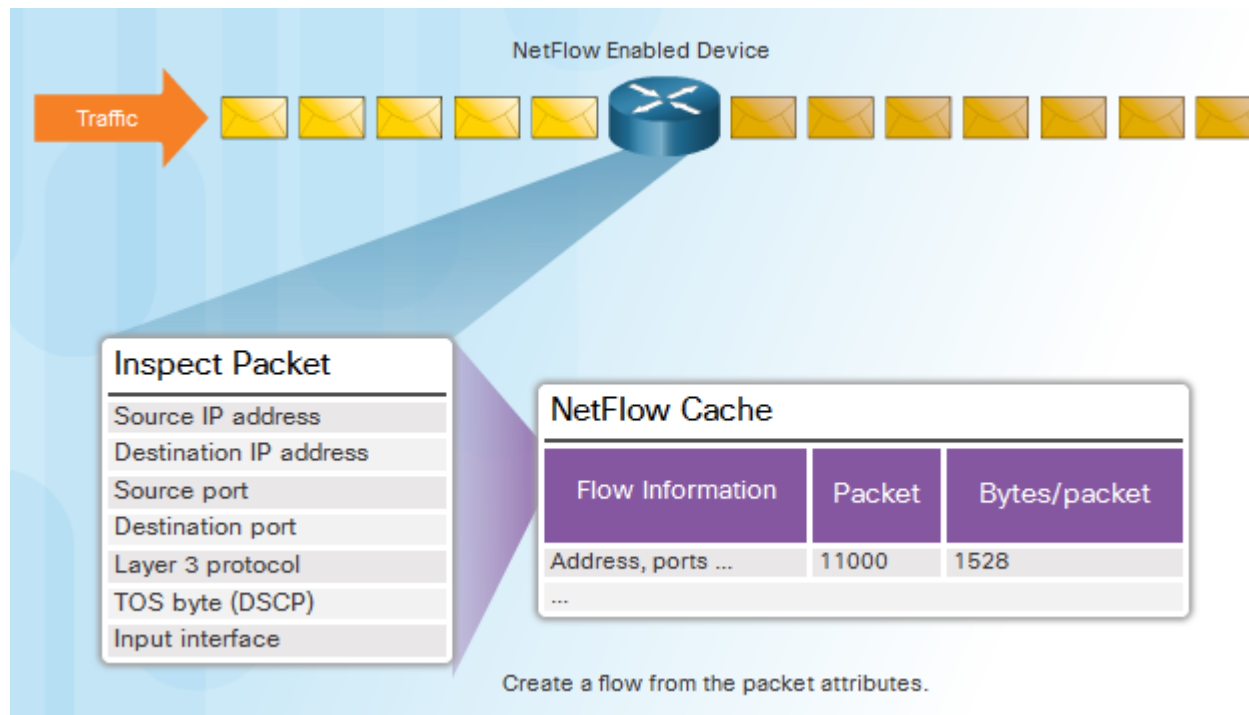 NetFlow Enabled Device
Traffic
Inspect Packet
Source IP address
Destination IP address
Source port
Destination port
Layer 3 protocol
TOS byte (DSCP)
Input interface
NetFlow Cache
Flow Information Packet Bytes/packet
Address, ports ... 11000 1528
...
Create a flow from the packet attributes.